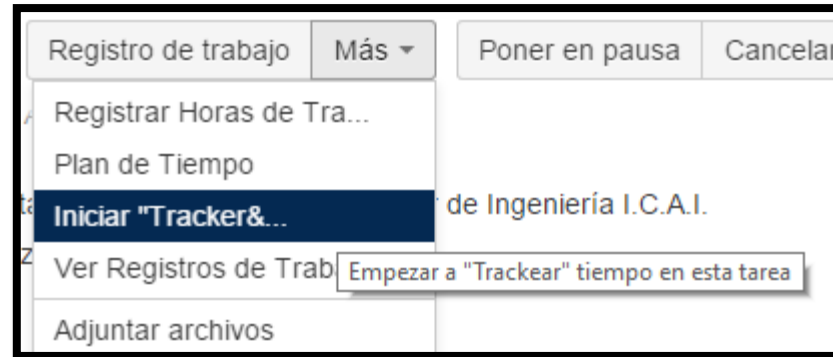 Registro de trabajo Más Poner en pausa Cancelar
Registrar Horas de Tra...
Plan de Tiempo
Iniciar "Tracker&... de Ingeniería I.C.A.I.
Ver Registros de Trab
Empezar a "Trackear" tiempo en esta tarea
Adjuntar archivos